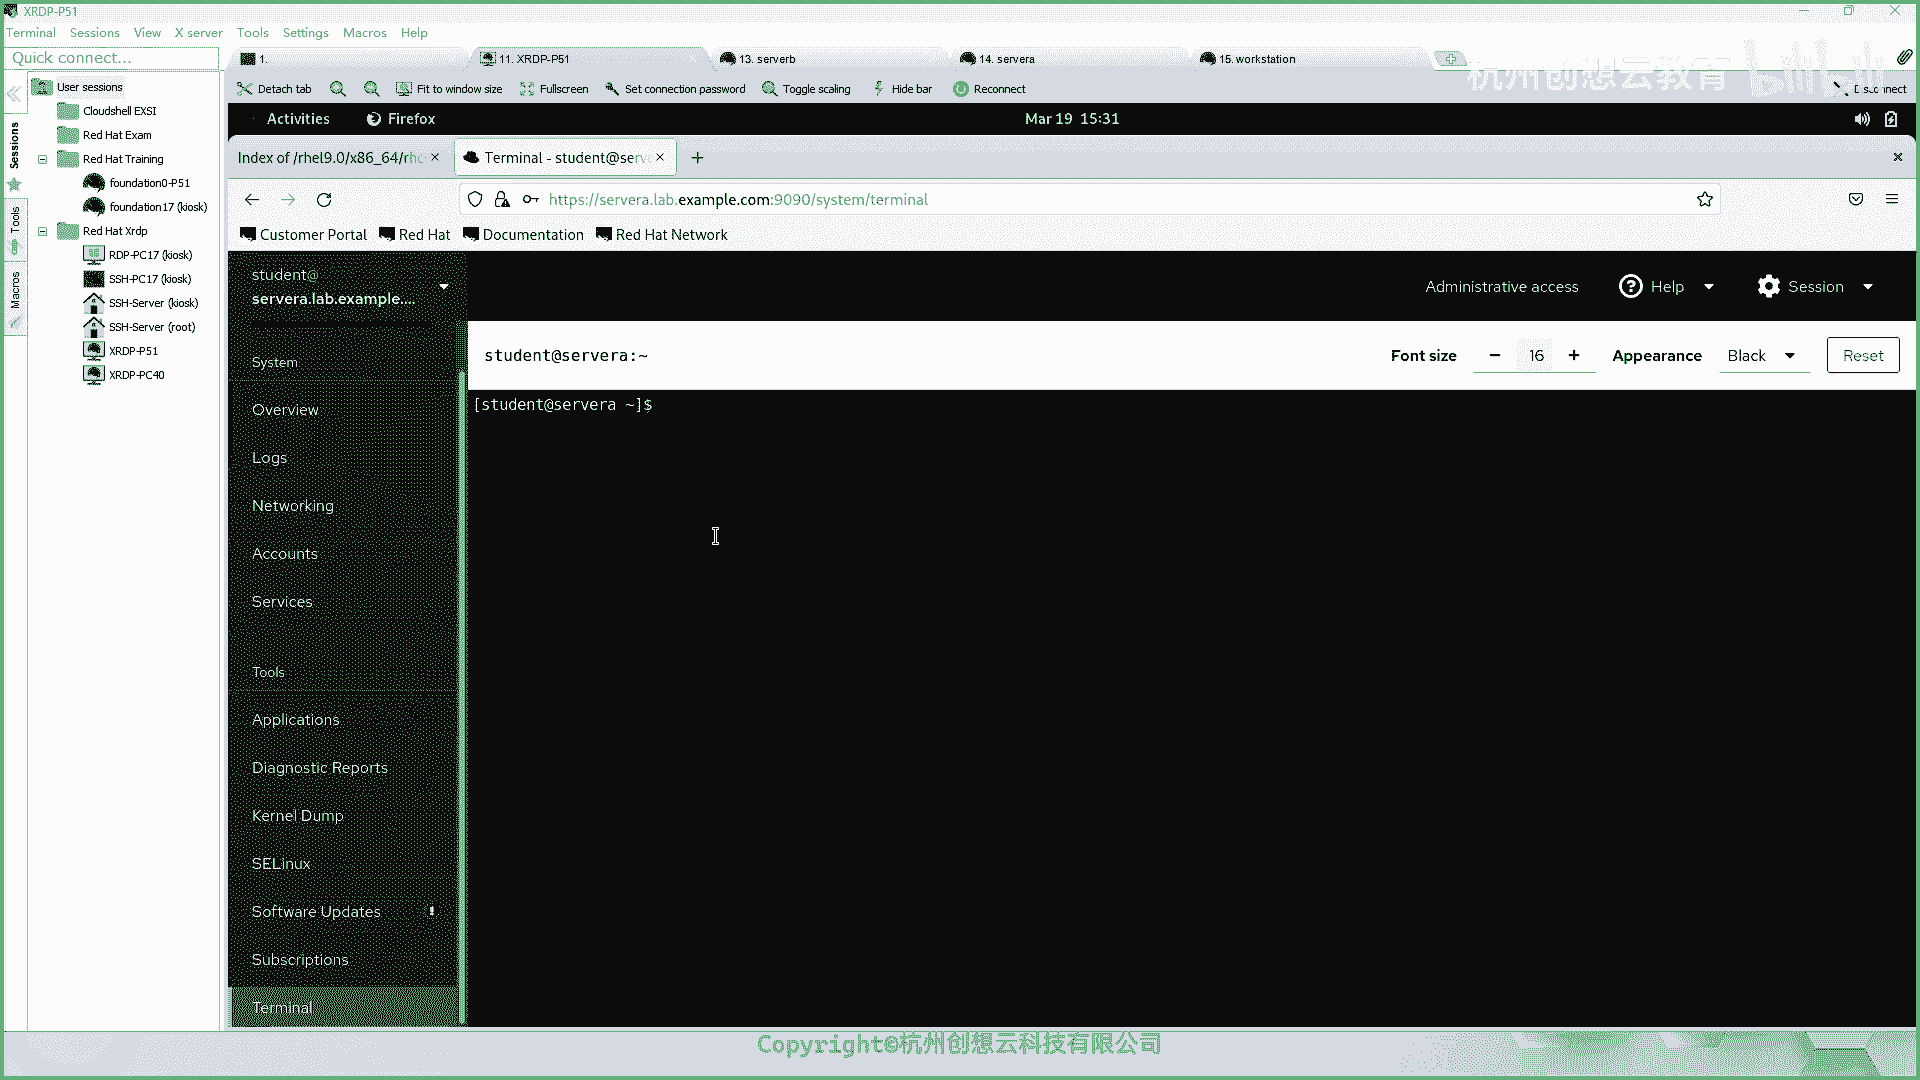 XRDP-P51
Terminal Sessions View X server Tools Settings Macros Help
Quick connect...
1. 11. XRDP-P51 13. serverb 14. servera 15. workstation
杭州创想云教育 bilibili
Detach tab Fit to window size Fullscreen Set connection password Toggle scaling Hide bar Reconnect
User sessions
Cloudshell EXSI
Red Hat Exam
Red Hat Training
foundation0-P51
foundation17 (kiosk)
Red Hat Xrdp
RDP-PC17 (kiosk)
SSH-PC17 (kiosk)
SSH-Server (kiosk)
SSH-Server (root)
XRDP-P51
XRDP-PC40
Sessions
Tools
Macros
Activities Firefox Mar 19 15:31
Index of /rhel9.0/x86_64/rhc Terminal - student@serv
https://servera.lab.example.com:9090/system/terminal
Customer Portal Red Hat Documentation Red Hat Network
student@
servera.lab.example....
Administrative access Help Session
student@servera:~ Font size 16 Appearance Black Reset
[student@servera ~]$
System
Overview
Logs
Networking
Accounts
Services
Tools
Applications
Diagnostic Reports
Kernel Dump
SELinux
Software Updates
Subscriptions
Terminal
Copyright©杭州创想云科技有限公司